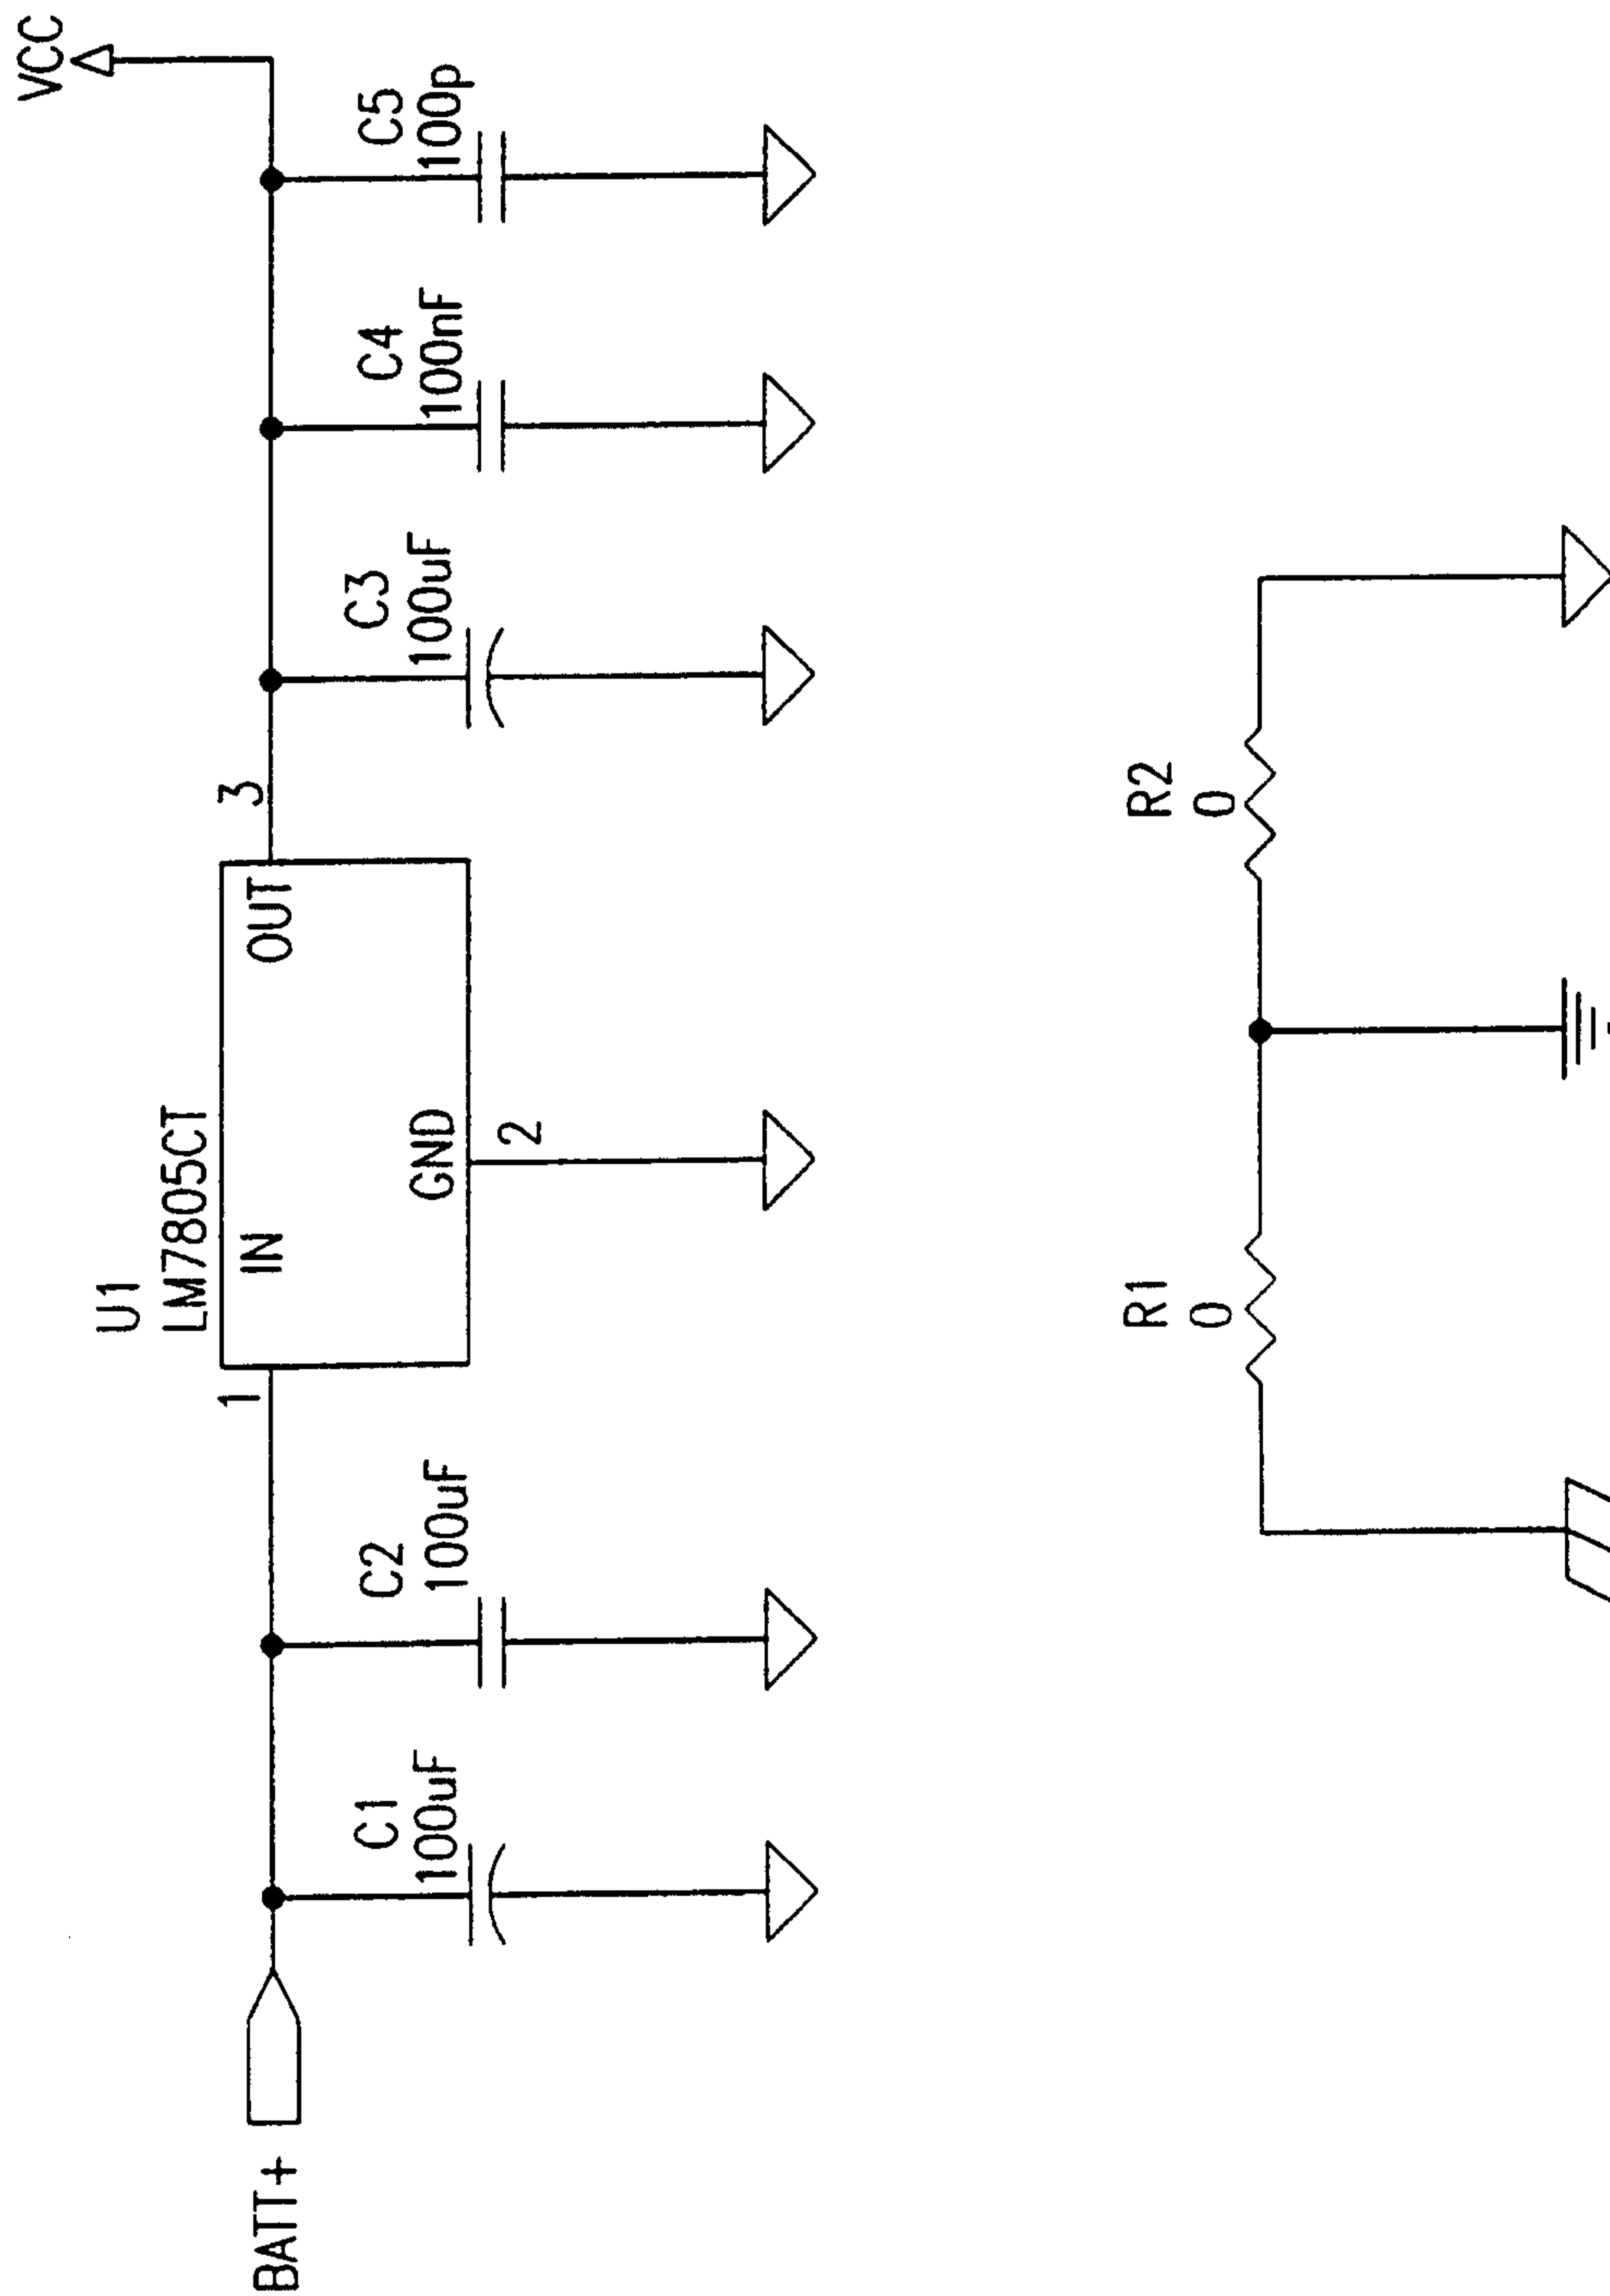 BATT+
C1
100uF
C2
100uF
1
U1
LM7805CT
IN
GND
2
OUT
3
C3
100uF
C4
100nF
C5
100p
VCC
R1
0
R2
0